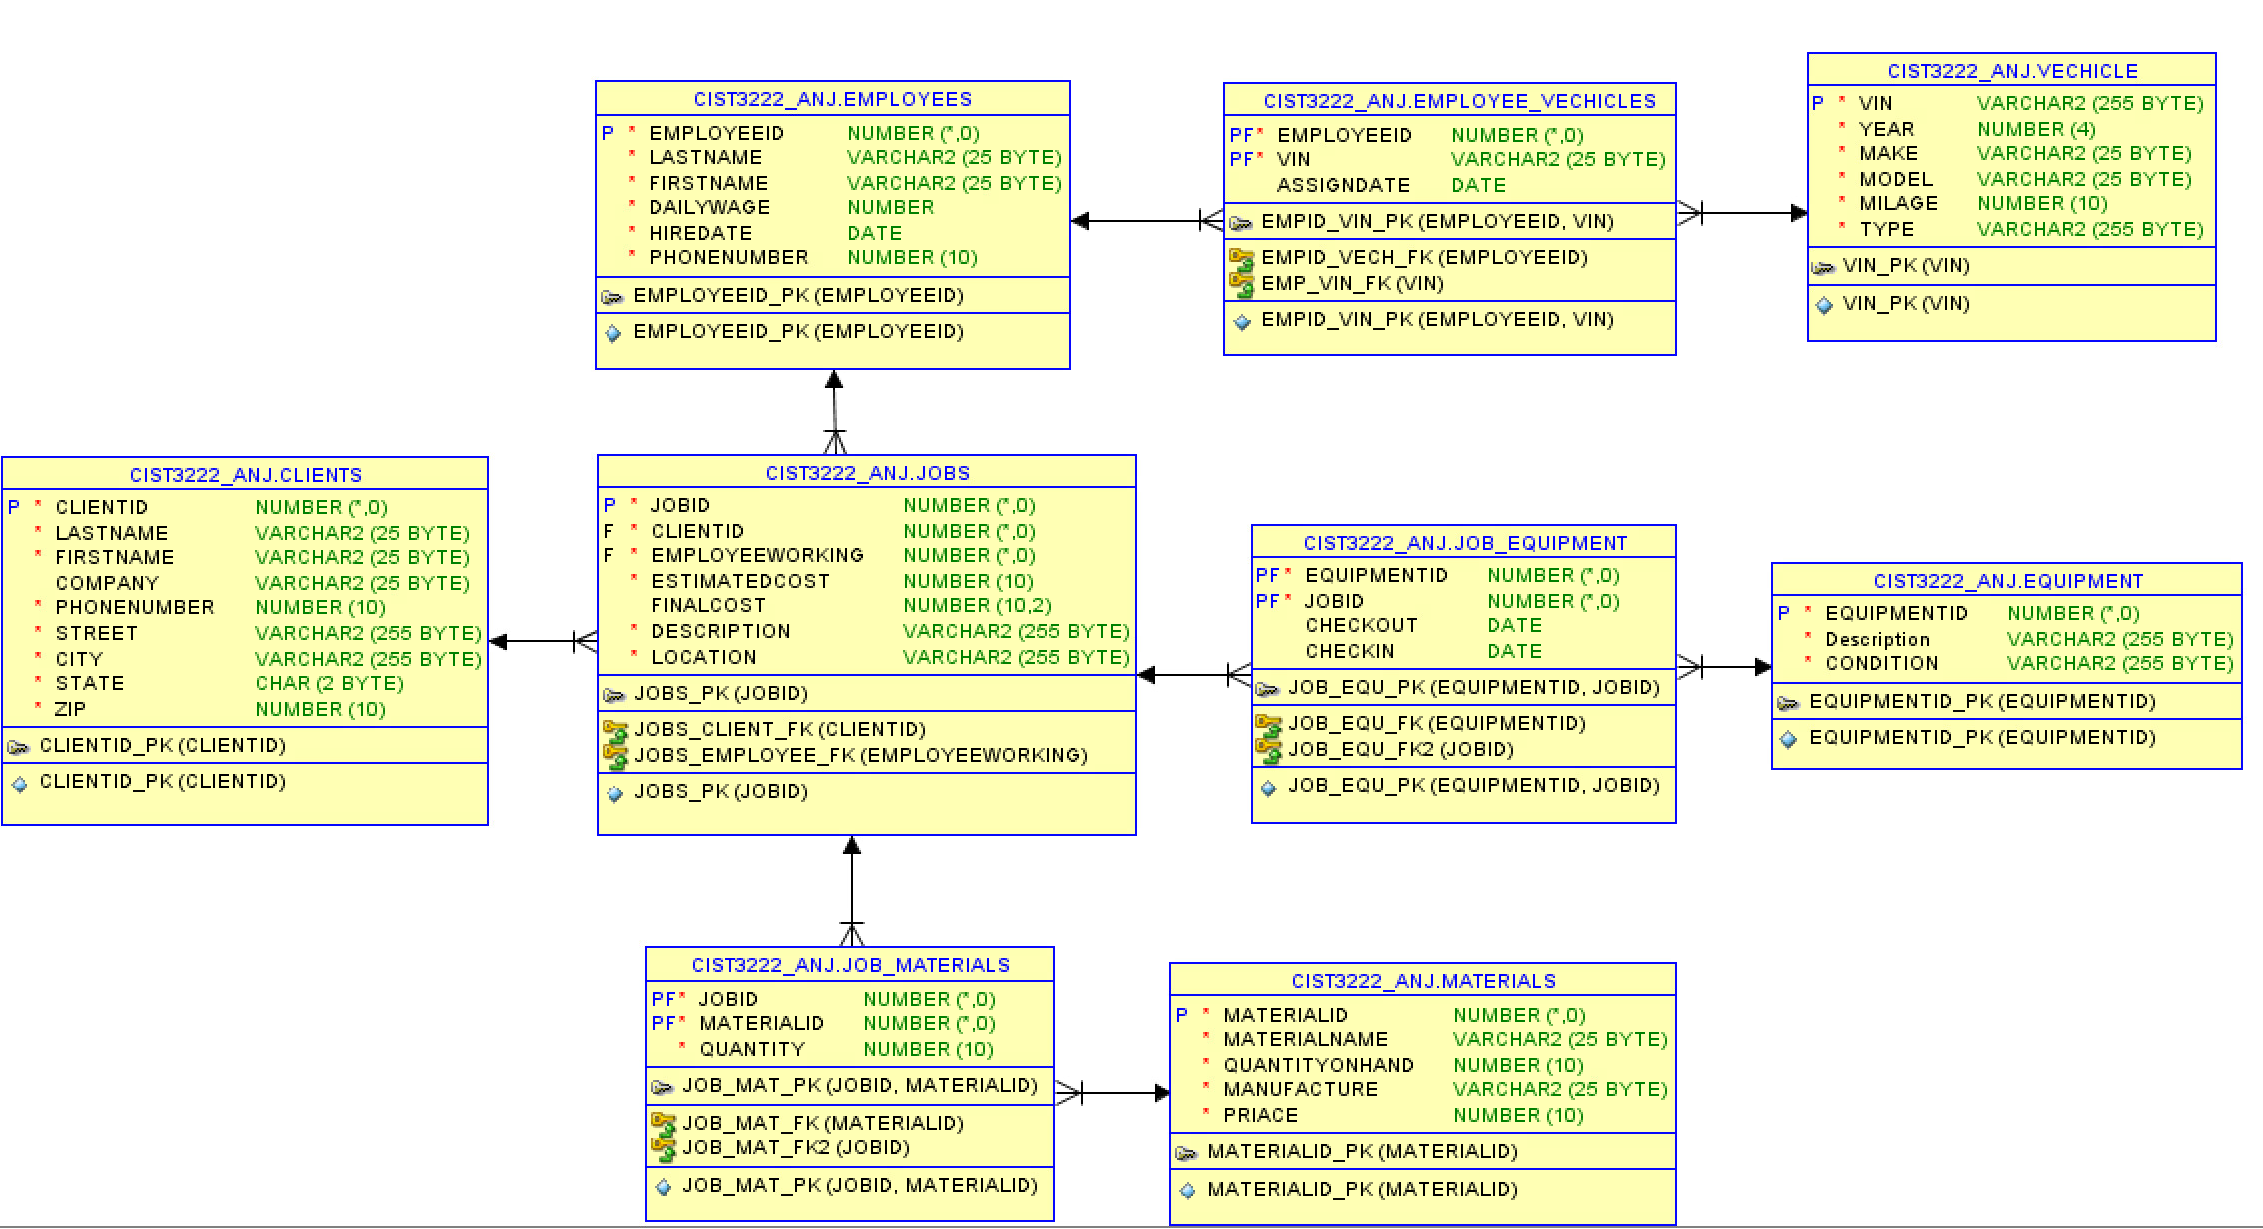 CIST3222_ANJ.EMPLOYEES
P * EMPLOYEEID NUMBER (*,0)
* LASTNAME VARCHAR2 (25 BYTE)
* FIRSTNAME VARCHAR2 (25 BYTE)
* DAILYWAGE NUMBER
* HIREDATE DATE
* PHONENUMBER NUMBER (10)
EMPLOYEEID_PK (EMPLOYEEID)
EMPLOYEEID_PK (EMPLOYEEID)
CIST3222_ANJ.EMPLOYEE_VECHICLES
PF* EMPLOYEEID NUMBER (*,0)
PF* VIN VARCHAR2 (25 BYTE)
ASSIGNDATE DATE
EMPID_VIN_PK (EMPLOYEEID, VIN)
EMPID_VECH_FK (EMPLOYEEID)
EMP_VIN_FK (VIN)
EMPID_VIN_PK (EMPLOYEEID, VIN)
CIST3222_ANJ.VECHICLE
P * VIN VARCHAR2 (255 BYTE)
* YEAR NUMBER (4)
* MAKE VARCHAR2 (25 BYTE)
* MODEL VARCHAR2 (25 BYTE)
* MILAGE NUMBER (10)
* TYPE VARCHAR2 (255 BYTE)
VIN_PK (VIN)
VIN_PK (VIN)
CIST3222_ANJ.CLIENTS
P * CLIENTID NUMBER (*,0)
* LASTNAME VARCHAR2 (25 BYTE)
* FIRSTNAME VARCHAR2 (25 BYTE)
COMPANY VARCHAR2 (25 BYTE)
* PHONENUMBER NUMBER (10)
* STREET VARCHAR2 (255 BYTE)
* CITY VARCHAR2 (255 BYTE)
* STATE CHAR (2 BYTE)
* ZIP NUMBER (10)
CLIENTID_PK (CLIENTID)
CLIENTID_PK (CLIENTID)
CIST3222_ANJ.JOBS
P * JOBID NUMBER (*,0)
F * CLIENTID NUMBER (*,0)
F * EMPLOYEEWORKING NUMBER (*,0)
* ESTIMATEDCOST NUMBER (10)
FINALCOST NUMBER (10,2)
* DESCRIPTION VARCHAR2 (255 BYTE)
* LOCATION VARCHAR2 (255 BYTE)
JOBS_PK (JOBID)
JOBS_CLIENT_FK (CLIENTID)
JOBS_EMPLOYEE_FK (EMPLOYEEWORKING)
JOBS_PK (JOBID)
CIST3222_ANJ.JOB_EQUIPMENT
PF* EQUIPMENTID NUMBER (*,0)
PF* JOBID NUMBER (*,0)
CHECKOUT DATE
CHECKIN DATE
JOB_EQU_PK (EQUIPMENTID, JOBID)
JOB_EQU_FK (EQUIPMENTID)
JOB_EQU_FK2 (JOBID)
JOB_EQU_PK (EQUIPMENTID, JOBID)
CIST3222_ANJ.EQUIPMENT
P * EQUIPMENTID NUMBER (*,0)
* Description VARCHAR2 (255 BYTE)
* CONDITION VARCHAR2 (255 BYTE)
EQUIPMENTID_PK (EQUIPMENTID)
EQUIPMENTID_PK (EQUIPMENTID)
CIST3222_ANJ.JOB_MATERIALS
PF* JOBID NUMBER (*,0)
PF* MATERIALID NUMBER (*,0)
* QUANTITY NUMBER (10)
JOB_MAT_PK (JOBID, MATERIALID)
JOB_MAT_FK (MATERIALID)
JOB_MAT_FK2 (JOBID)
JOB_MAT_PK (JOBID, MATERIALID)
CIST3222_ANJ.MATERIALS
P * MATERIALID NUMBER (*,0)
* MATERIALNAME VARCHAR2 (25 BYTE)
* QUANTITYONHAND NUMBER (10)
* MANUFACTURE VARCHAR2 (25 BYTE)
* PRIACE NUMBER (10)
MATERIALID_PK (MATERIALID)
MATERIALID_PK (MATERIALID)